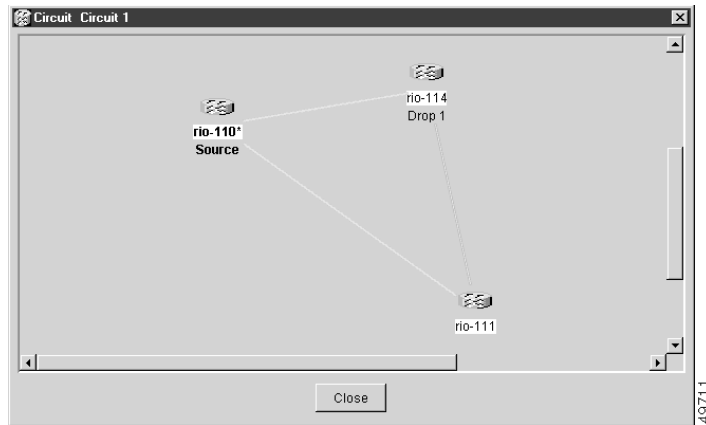 Circuit Circuit 1
rio-114
Drop 1
rio-110*
Source
rio-111
Close
49711